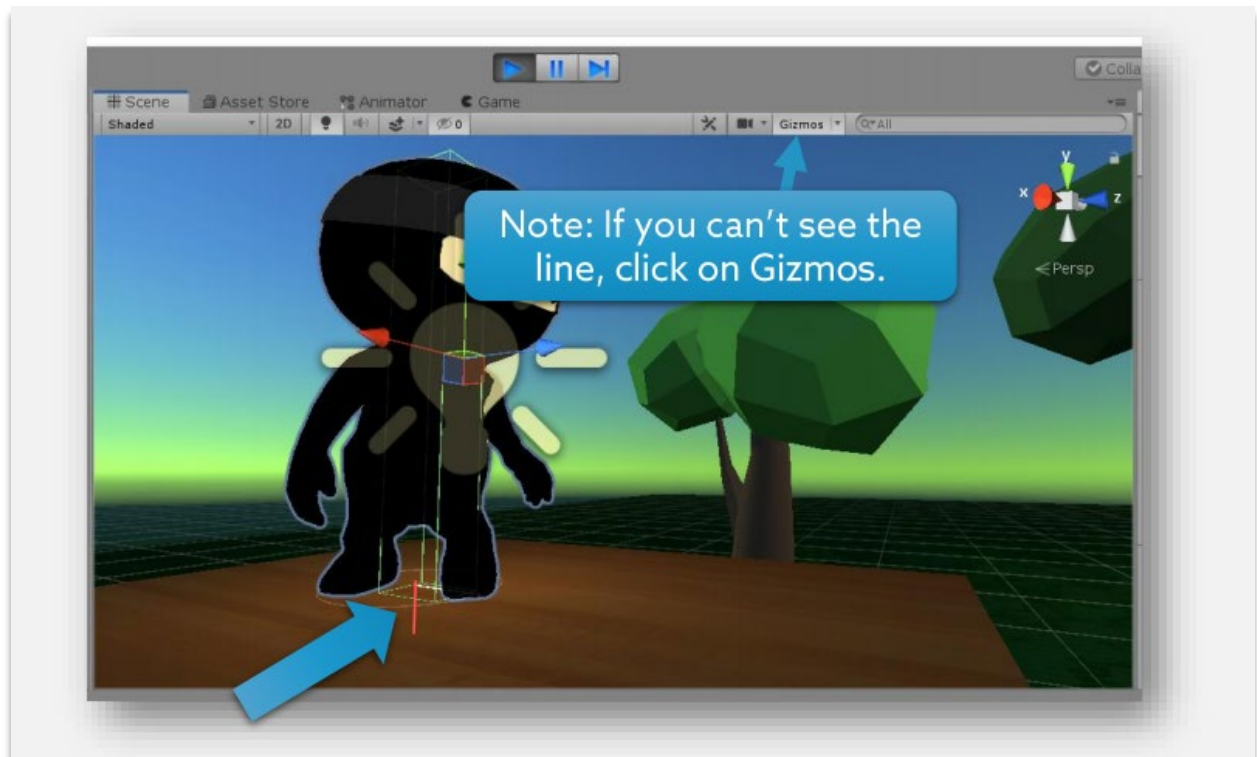 Colla
Scene Asset Store Animator Game
Shaded 2D 0 Gizmos All
y
x z
Persp
Note: If you can't see the
line, click on Gizmos.